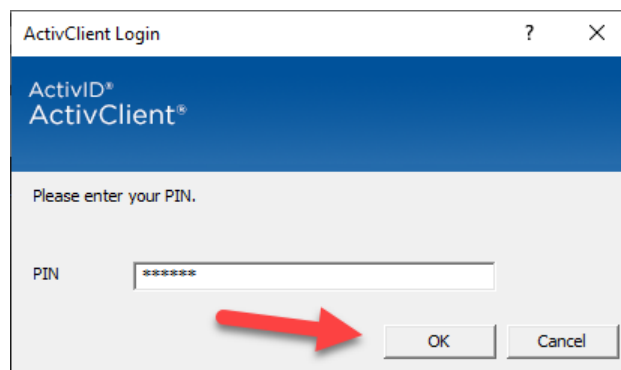 ActivClient Login ?
ActivID®
ActivClient®
Please enter your PIN.
PIN ******
OK Cancel